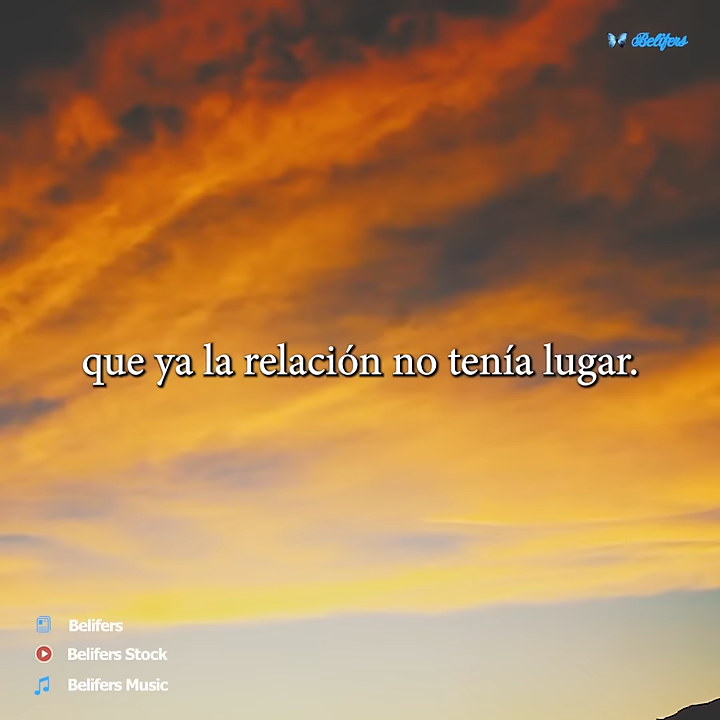 Belifers
que ya la relación no tenía lugar.
Belifers
Belifers Stock
Belifers Music